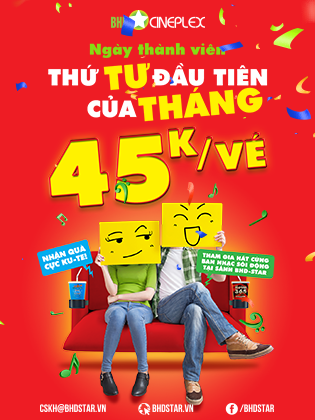 BHD CINEPLEX
Ngày thành viên
THỨ TƯ ĐẦU TIÊN
CỦA THÁNG
45K/VÉ
NHẬN QUÀ
CỰC KU-TE!
THAM GIA HÁT CÙNG
BAN NHẠC SÔI ĐỘNG
TẠI SẢNH BHD-STAR
CSKH@BHDSTAR.VN
BHDSTAR.VN
/BHDSTAR